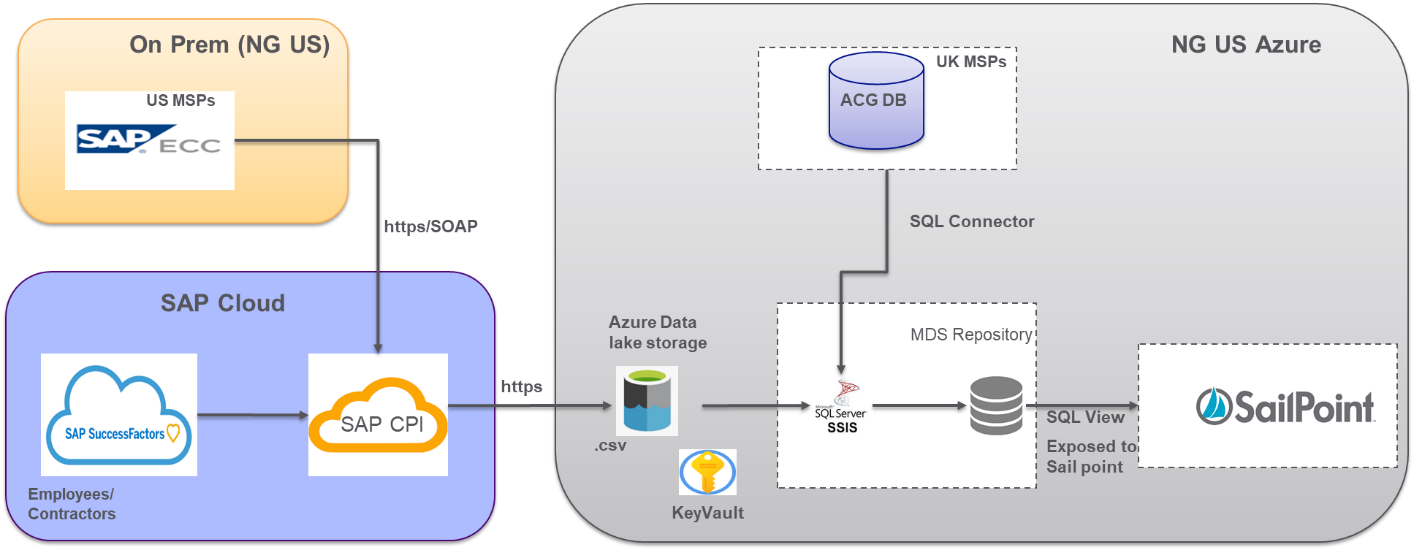 On Prem (NG US)
US MSPs
SAP ECC
https/SOAP
SAP Cloud
SAP SuccessFactors
Employees/
Contractors
SAP CPI
https
NG US Azure
UK MSPs
ACG DB
SQL Connector
Azure Data
lake storage
.csv
KeyVault
MDS Repository
Microsoft
SQL Server
SSIS
SQL View
Exposed to
Sail point
SailPoint